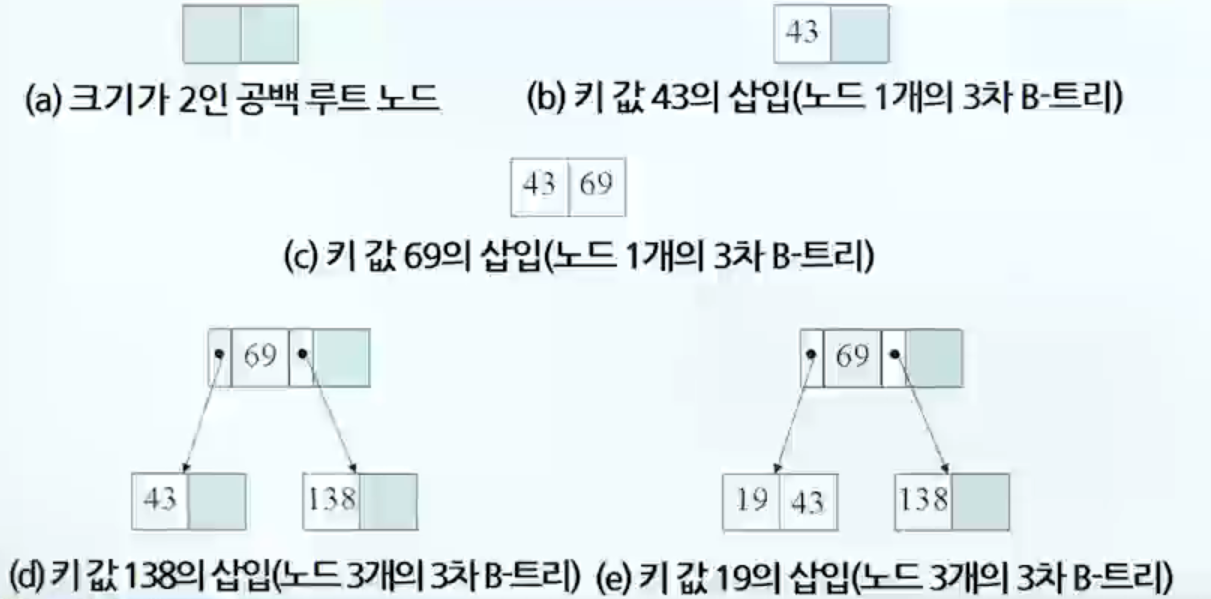 43
(a) 크기가 2인 공백 루트 노드
(b) 키 값 43의 삽입(노드 1개의 3차 B-트리)
43 69
(c) 키 값 69의 삽입(노드 1개의 3차 B-트리)
69
69
43
138
19 43
138
(d) 키 값 138의 삽입(노드 3개의 3차 B-트리)
(e) 키 값 19의 삽입(노드 3개의 3차 B-트리)